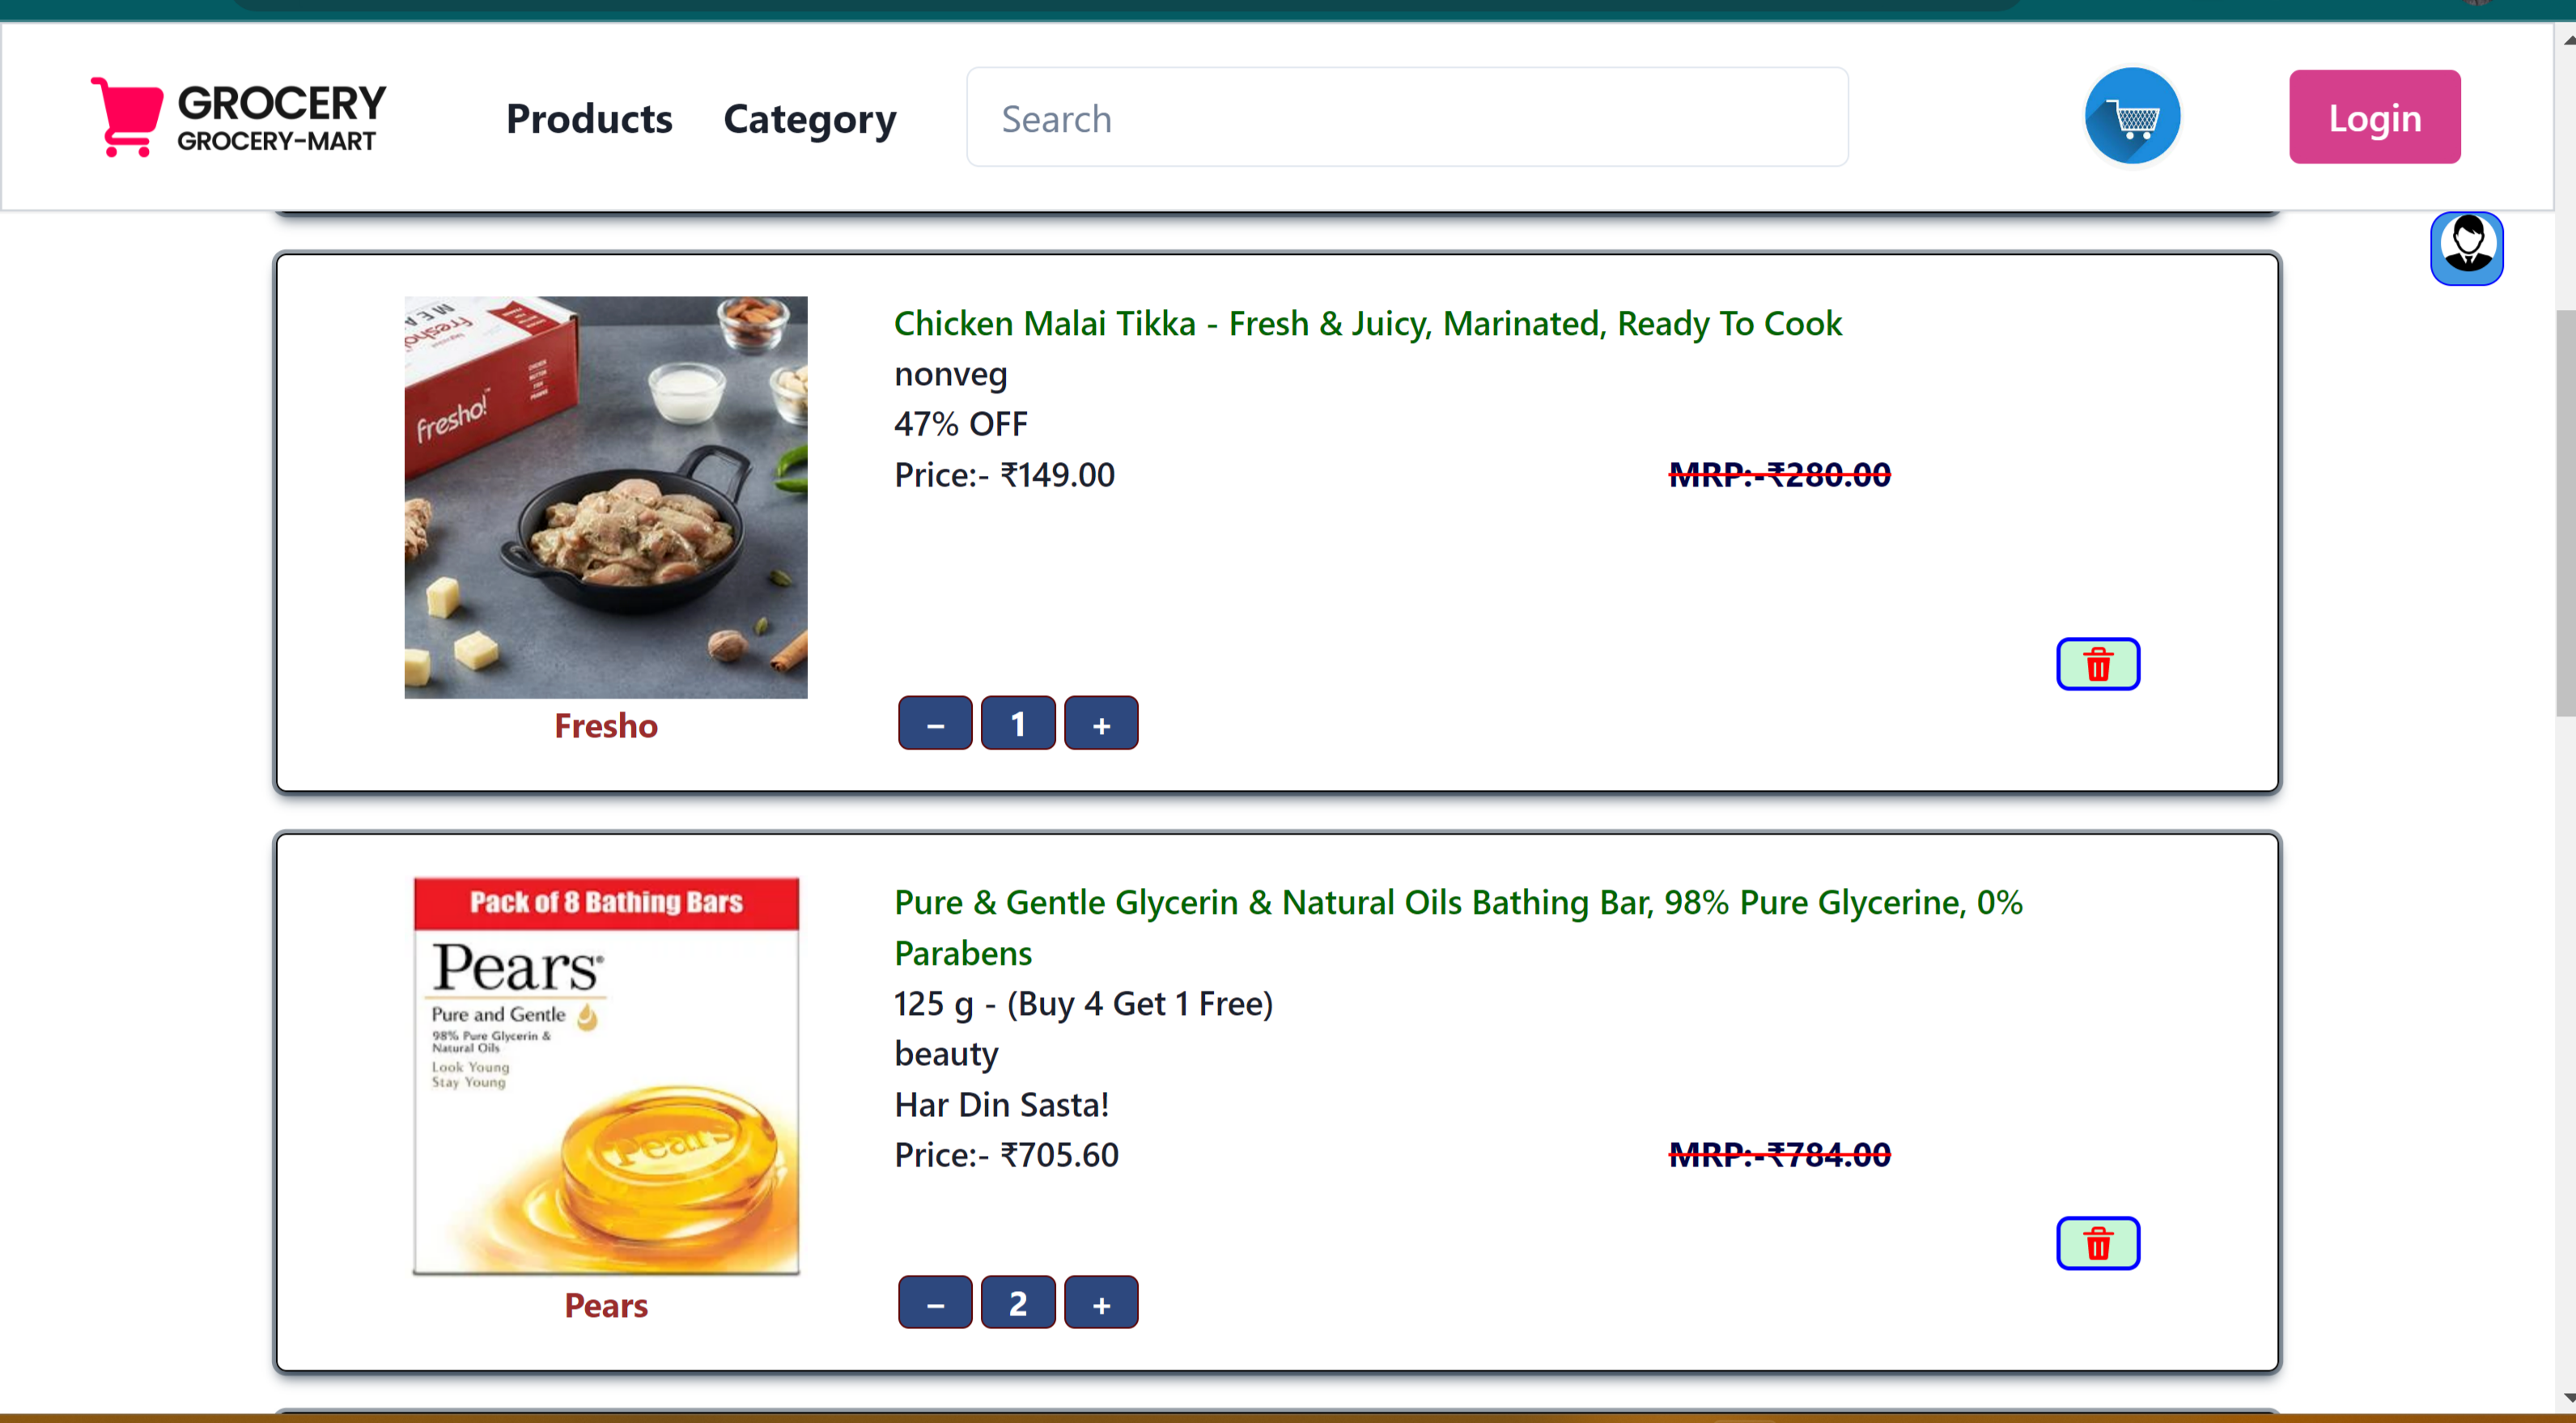 GROCERY
GROCERY-MART
Products
Category
Search
Login
Chicken Malai Tikka - Fresh & Juicy, Marinated, Ready To Cook
nonveg
47% OFF
Price:- ₹149.00
MRP:-₹280.00
fresho!
Fresho
– 1 +
Pack of 8 Bathing Bars
Pears
Pure and Gentle
98% Pure Glycerin &
Natural Oils
Look Young
Stay Young
Pears
Pure & Gentle Glycerin & Natural Oils Bathing Bar, 98% Pure Glycerine, 0%
Parabens
125 g - (Buy 4 Get 1 Free)
beauty
Har Din Sasta!
Price:- ₹705.60
MRP:-₹784.00
Pears
– 2 +